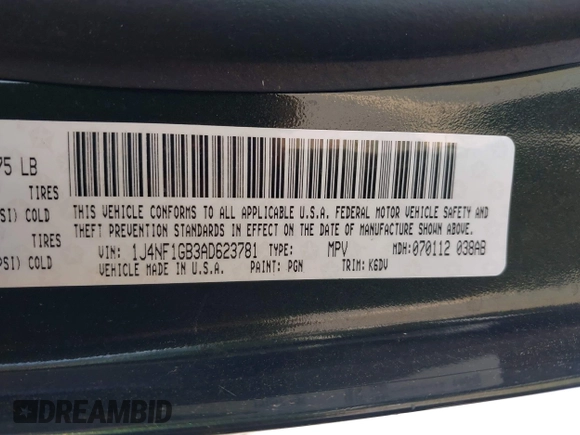 75 LB
TIRES
PSI) COLD
TIRES
PSI) COLD
THIS VEHICLE CONFORMS TO ALL APPLICABLE U.S.A. FEDERAL MOTOR VEHICLE SAFETY AND
THEFT PREVENTION STANDARDS IN EFFECT ON THE DATE OF MANUFACTURE SHOWN ABOVE.
VIN: 1J4NF1GB3AD623781 TYPE: MPV MDH: 070112 038AB
VEHICLE MADE IN U.S.A. PAINT: PGN TRIM: K6DV
DREAMBID